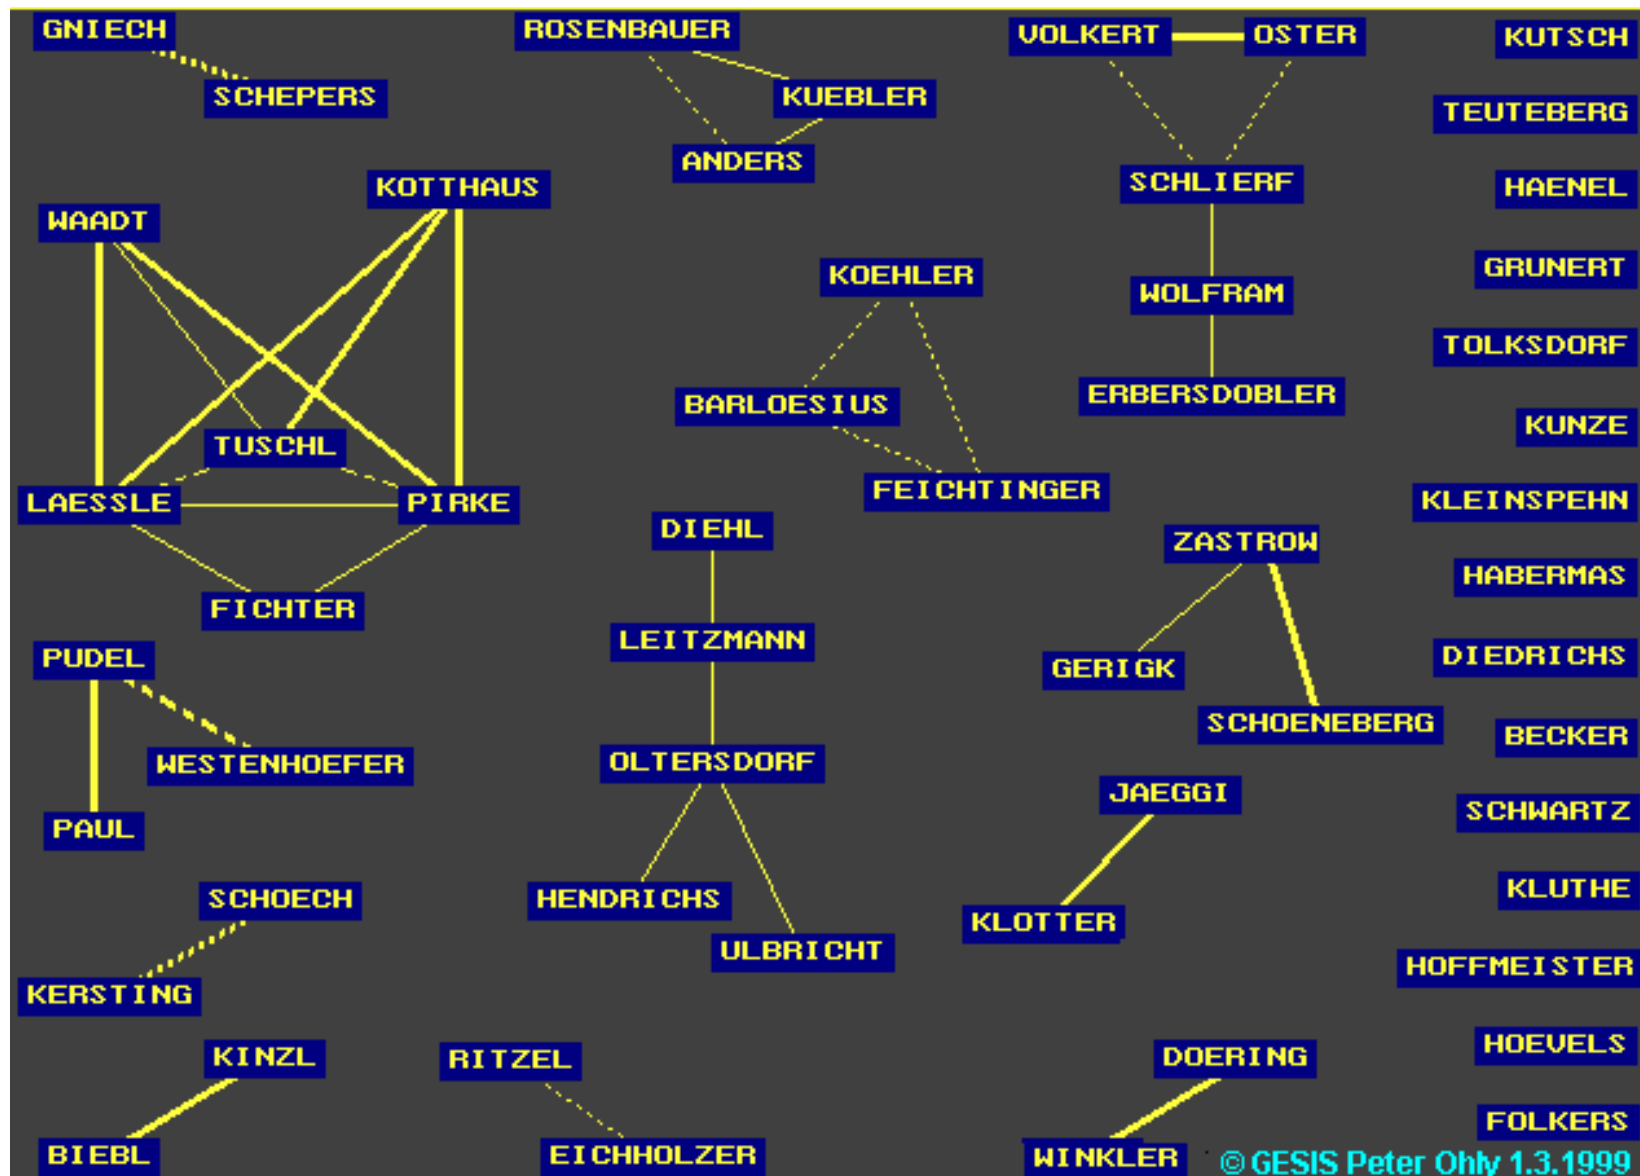 GNIECH
SCHEPERS
ROSENBAUER
KUEBLER
ANDERS
VOLKERT
OSTER
SCHLIERF
WOLFRAM
ERBERSDOBLER
WAADT
KOTTHAUS
TUSCHL
LAESSLE
PIRKE
FICHTER
KOEHLER
BARLOESIUS
FEICHTINGER
DIEHL
LEITZMANN
OLTERSDORF
HENDRICHS
ULBRICHT
ZASTROW
GERIGK
SCHOENEBERG
PUDEL
WESTENHOEFER
PAUL
JAEGGI
KLOTTER
SCHOECH
KERSTING
KINZL
BIEBL
RITZEL
EICHHOLZER
DOERING
WINKLER
KUTSCH
TEUTEBERG
HAENEL
GRUNERT
TOLKSDORF
KUNZE
KLEINSPEHN
HABERMAS
DIEDRICHS
BECKER
SCHWARTZ
KLUTHE
HOFFMEISTER
HOEVELS
FOLKERS
© GESIS Peter Ohly 1.3.1999